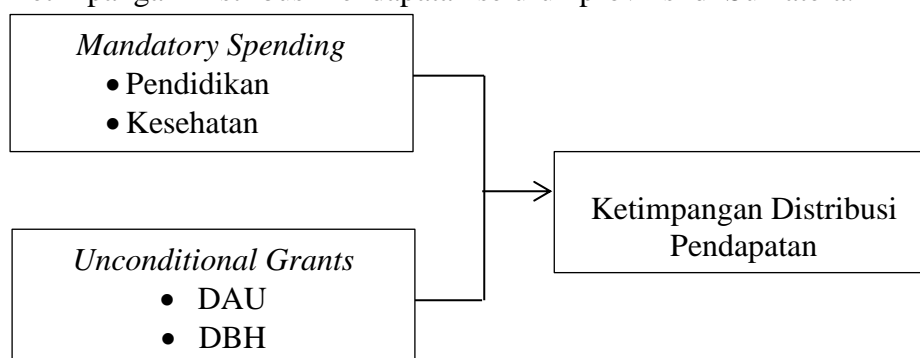 Mandatory Spending
• Pendidikan
• Kesehatan
Ketimpangan Distribusi
Pendapatan
Unconditional Grants
• DAU
• DBH